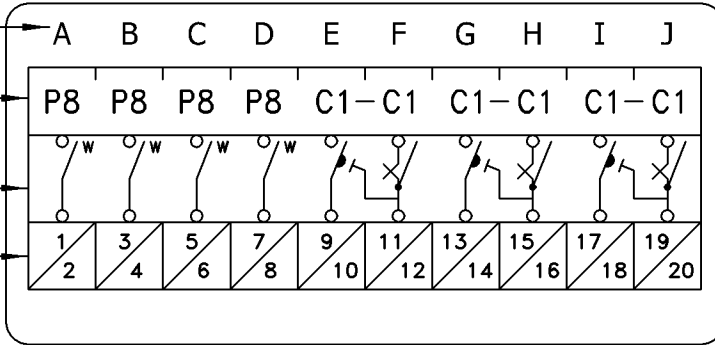 A B C D E F G H I J
P8 P8 P8 P8 C1-C1 C1-C1 C1-C1
W W W W
1 3 5 7 9 11 13 15 17 19
2 4 6 8 10 12 14 16 18 20